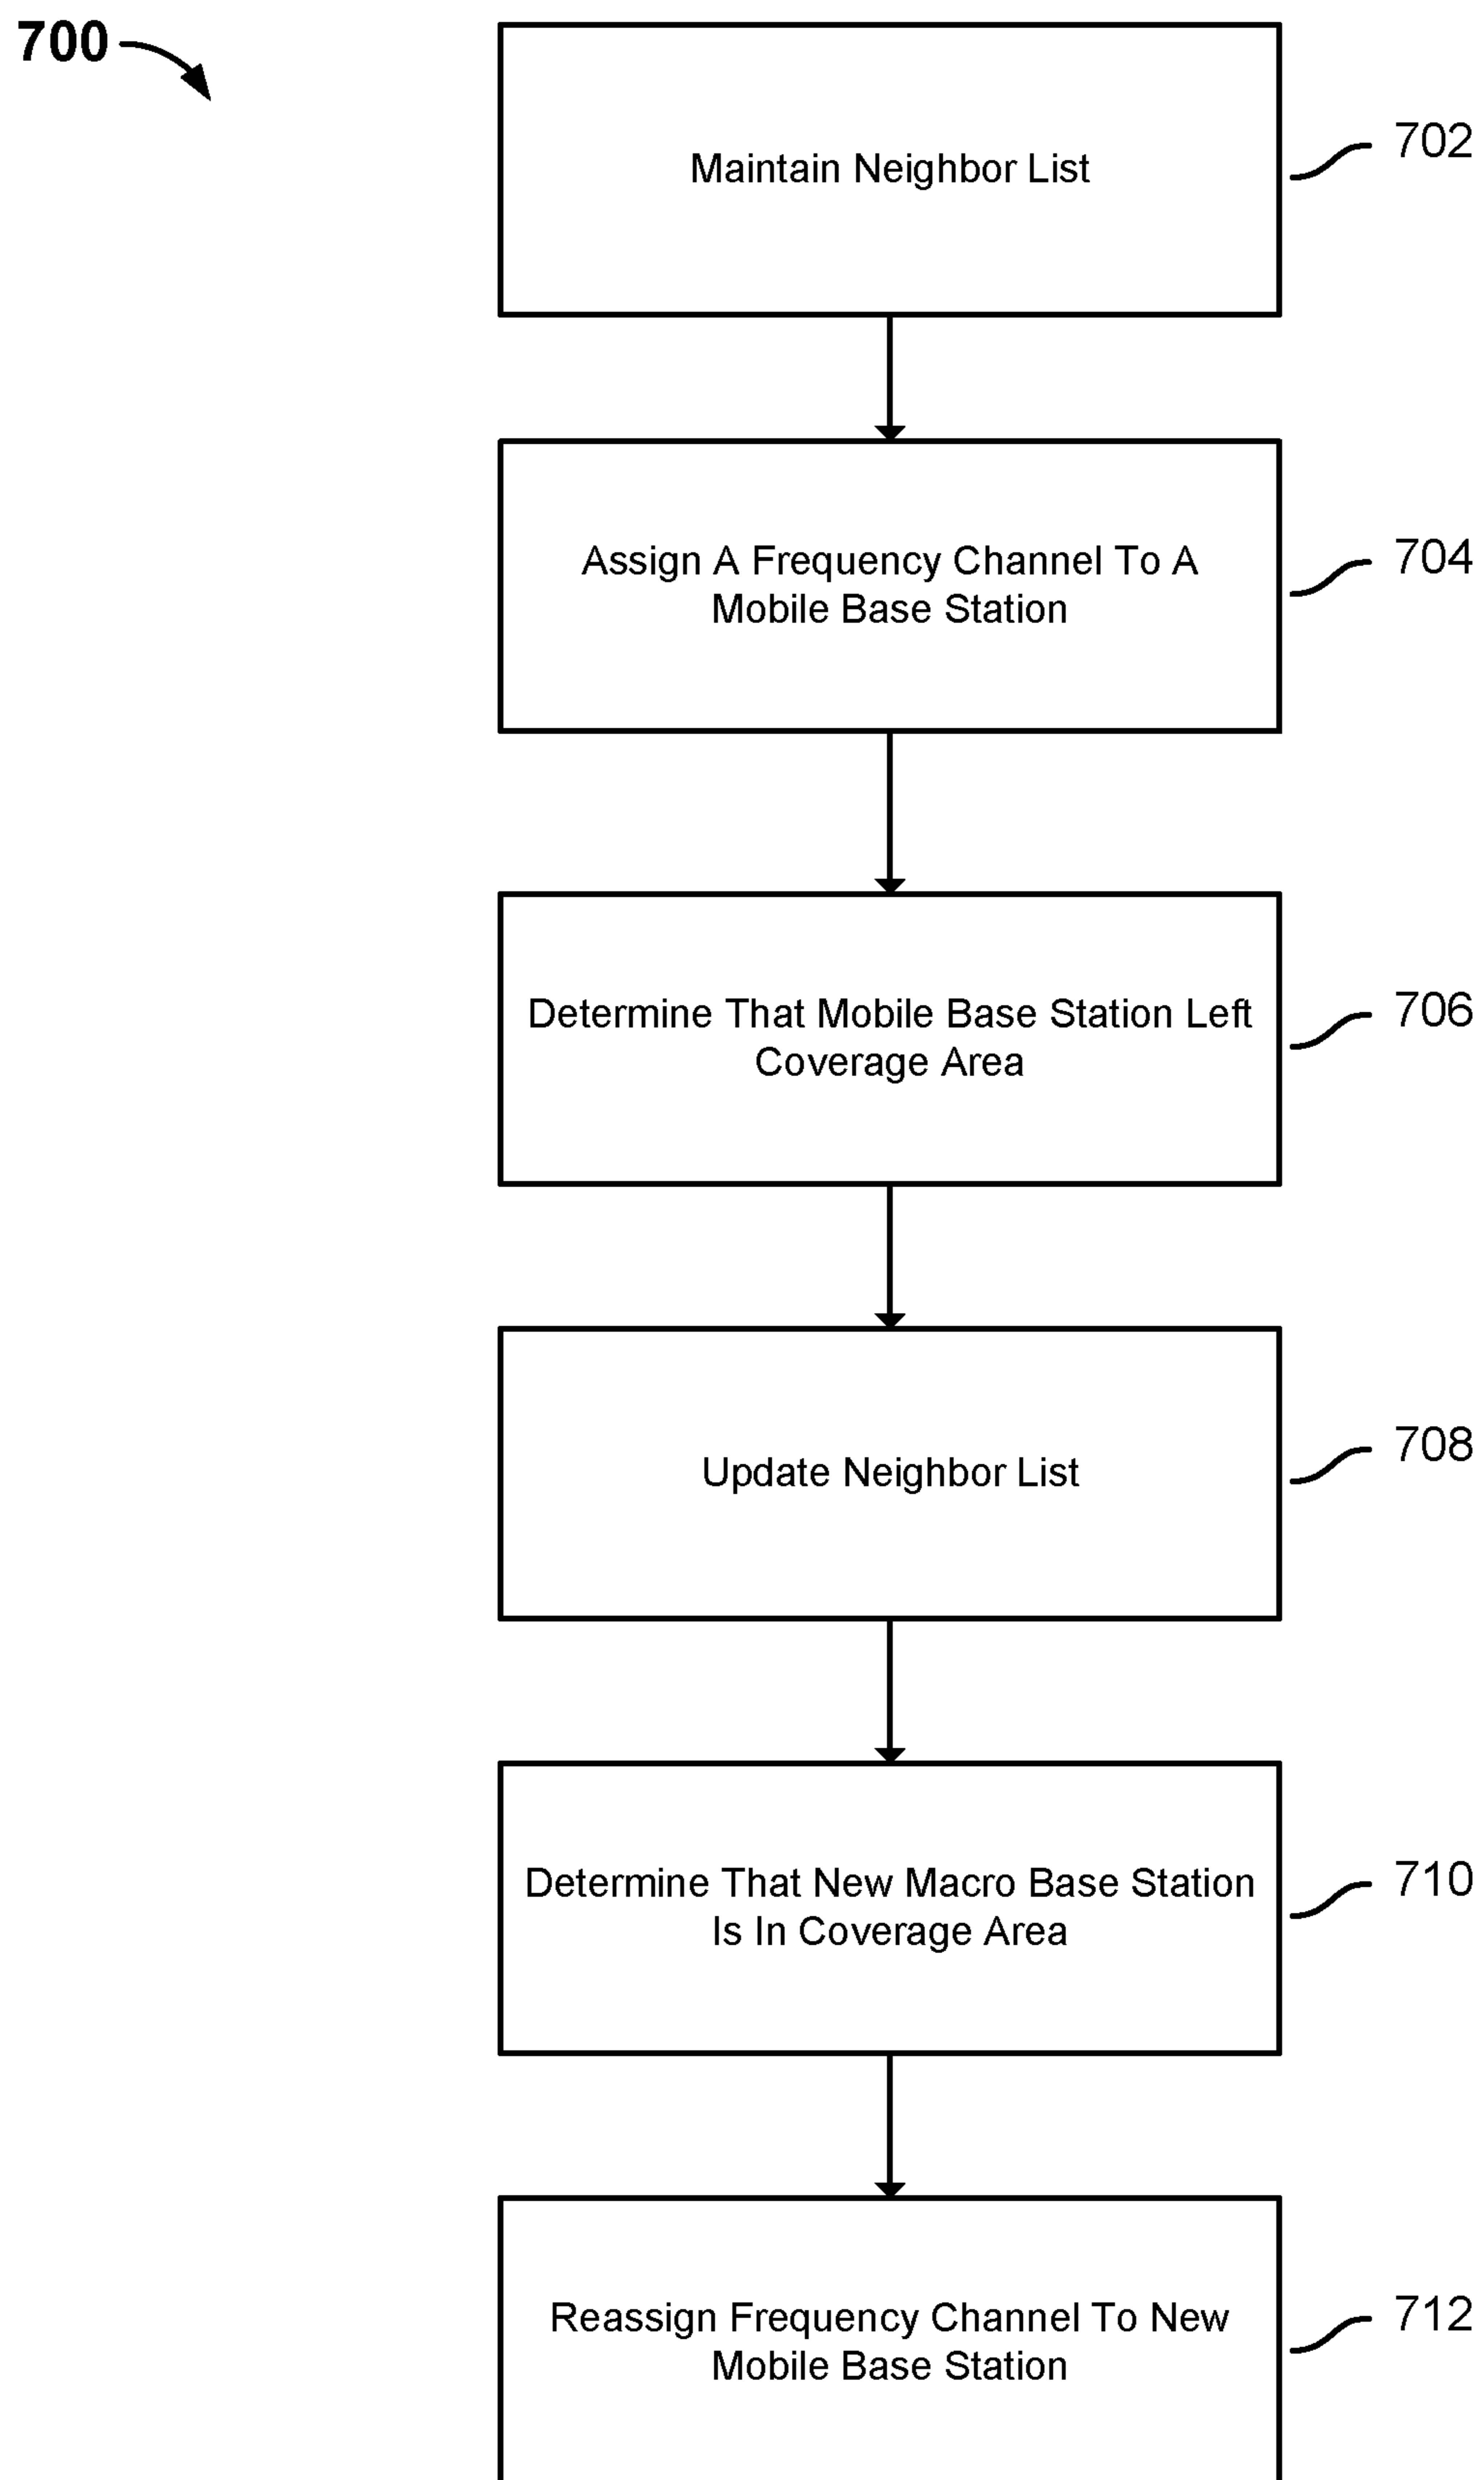 700
Maintain Neighbor List
702
Assign A Frequency Channel To A
Mobile Base Station
704
Determine That Mobile Base Station Left
Coverage Area
706
Update Neighbor List
708
Determine That New Macro Base Station
Is In Coverage Area
710
Reassign Frequency Channel To New
Mobile Base Station
712